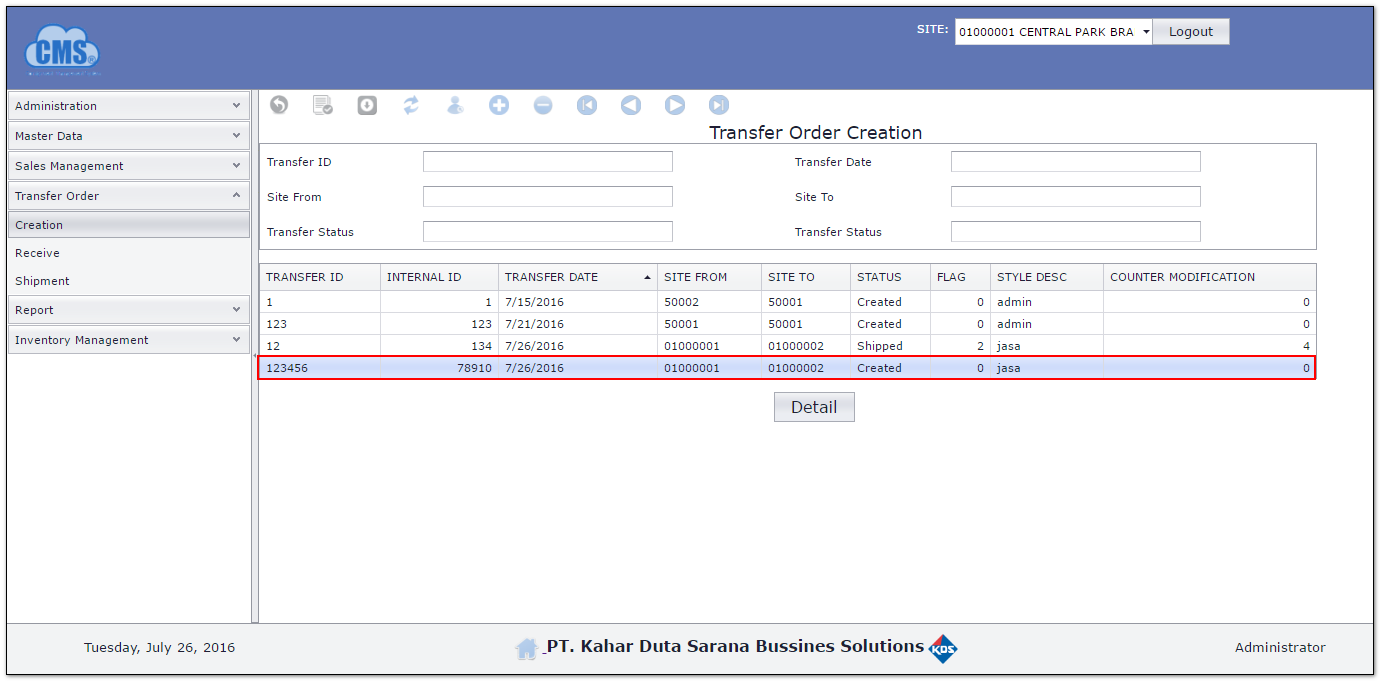 SITE: 01000001 CENTRAL PARK BRA Logout
CMS
Administration
Master Data
Sales Management
Transfer Order
Creation
Receive
Shipment
Report
Inventory Management
Transfer Order Creation
Transfer ID Transfer Date
Site From Site To
Transfer Status Transfer Status
TRANSFER ID INTERNAL ID TRANSFER DATE SITE FROM SITE TO STATUS FLAG STYLE DESC COUNTER MODIFICATION
1 1 7/15/2016 50002 50001 Created 0 admin 0
123 123 7/21/2016 50001 50001 Created 0 admin 0
12 134 7/26/2016 01000001 01000002 Shipped 2 jasa 4
123456 78910 7/26/2016 01000001 01000002 Created 0 jasa 0
Detail
Tuesday, July 26, 2016 PT. Kahar Duta Sarana Bussines Solutions KDS Administrator